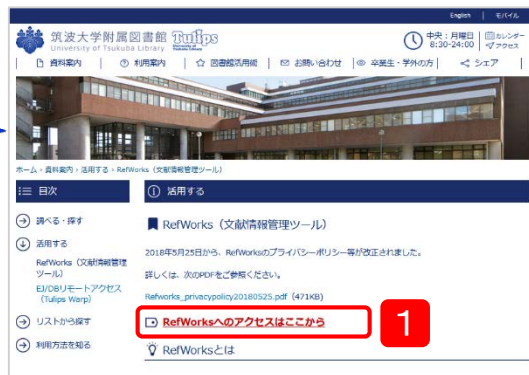 English | モバイル
筑波大学附属図書館 Tulips
University of Tsukuba Library
中央：月曜日
8:30-24:00
カレンダー
アクセス
資料案内 | 利用案内 | 図書館活用術 | お問い合わせ | 卒業生・学外の方 | シェア
ホーム › 資料案内 › 活用する › RefWorks（文献情報管理ツール）
目次
調べる・探す
活用する
RefWorks（文献情報管理
ツール）
EJ/DBリモートアクセス
（Tulips Warp）
リストから探す
利用方法を知る
活用する
RefWorks（文献情報管理ツール）
2018年5月25日から、RefWorksのプライバシーポリシー等が改正されました。
詳しくは、次のPDFをご参照ください。
Refworks_privacypolicy20180525.pdf (471KB)
RefWorksへのアクセスはここから
1
RefWorksとは